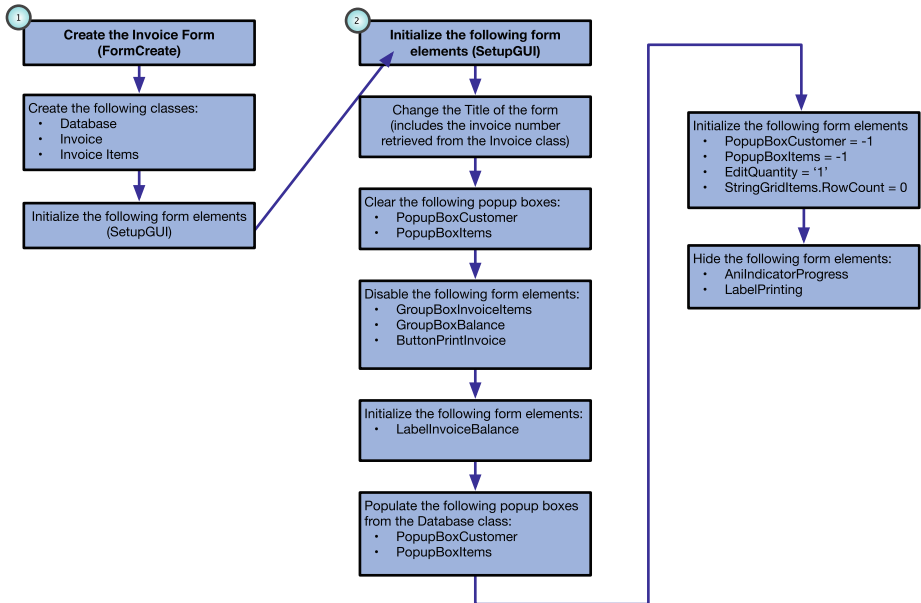 1
Create the Invoice Form
(FormCreate)
Create the following classes:
• Database
• Invoice
• Invoice Items
Initialize the following form elements
(SetupGUI)
2
Initialize the following form
elements (SetupGUI)
Change the Title of the form
(includes the invoice number
retrieved from the Invoice class)
Clear the following popup boxes:
• PopupBoxCustomer
• PopupBoxItems
Disable the following form elements:
• GroupBoxInvoiceItems
• GroupBoxBalance
• ButtonPrintInvoice
Initialize the following form elements:
• LabelInvoiceBalance
Populate the following popup boxes
from the Database class:
• PopupBoxCustomer
• PopupBoxItems
Initialize the following form elements
• PopupBoxCustomer = -1
• PopupBoxItems = -1
• EditQuantity = ‘1’
• StringGridItems.RowCount = 0
Hide the following form elements:
• AniIndicatorProgress
• LabelPrinting